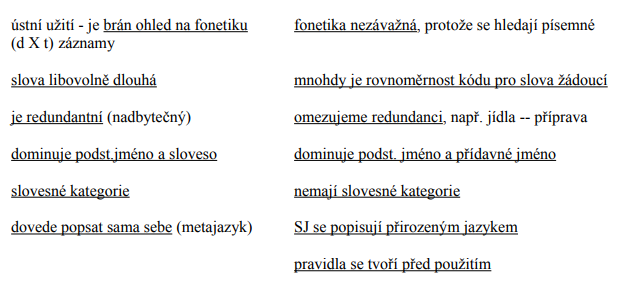 ústní užití - je brán ohled na fonetiku
(d X t) záznamy
fonetika nezávažná, protože se hledají písemné
slova libovolně dlouhá
mnohdy je rovnoměrnost kódu pro slova žádoucí
je redundantní (nadbytečný)
omezujeme redundanci, např. jídla -- příprava
dominuje podst.jméno a sloveso
dominuje podst. jméno a přídavné jméno
slovesné kategorie
nemají slovesné kategorie
dovede popsat sama sebe (metajazyk)
SJ se popisují přirozeným jazykem
pravidla se tvoří před použitím